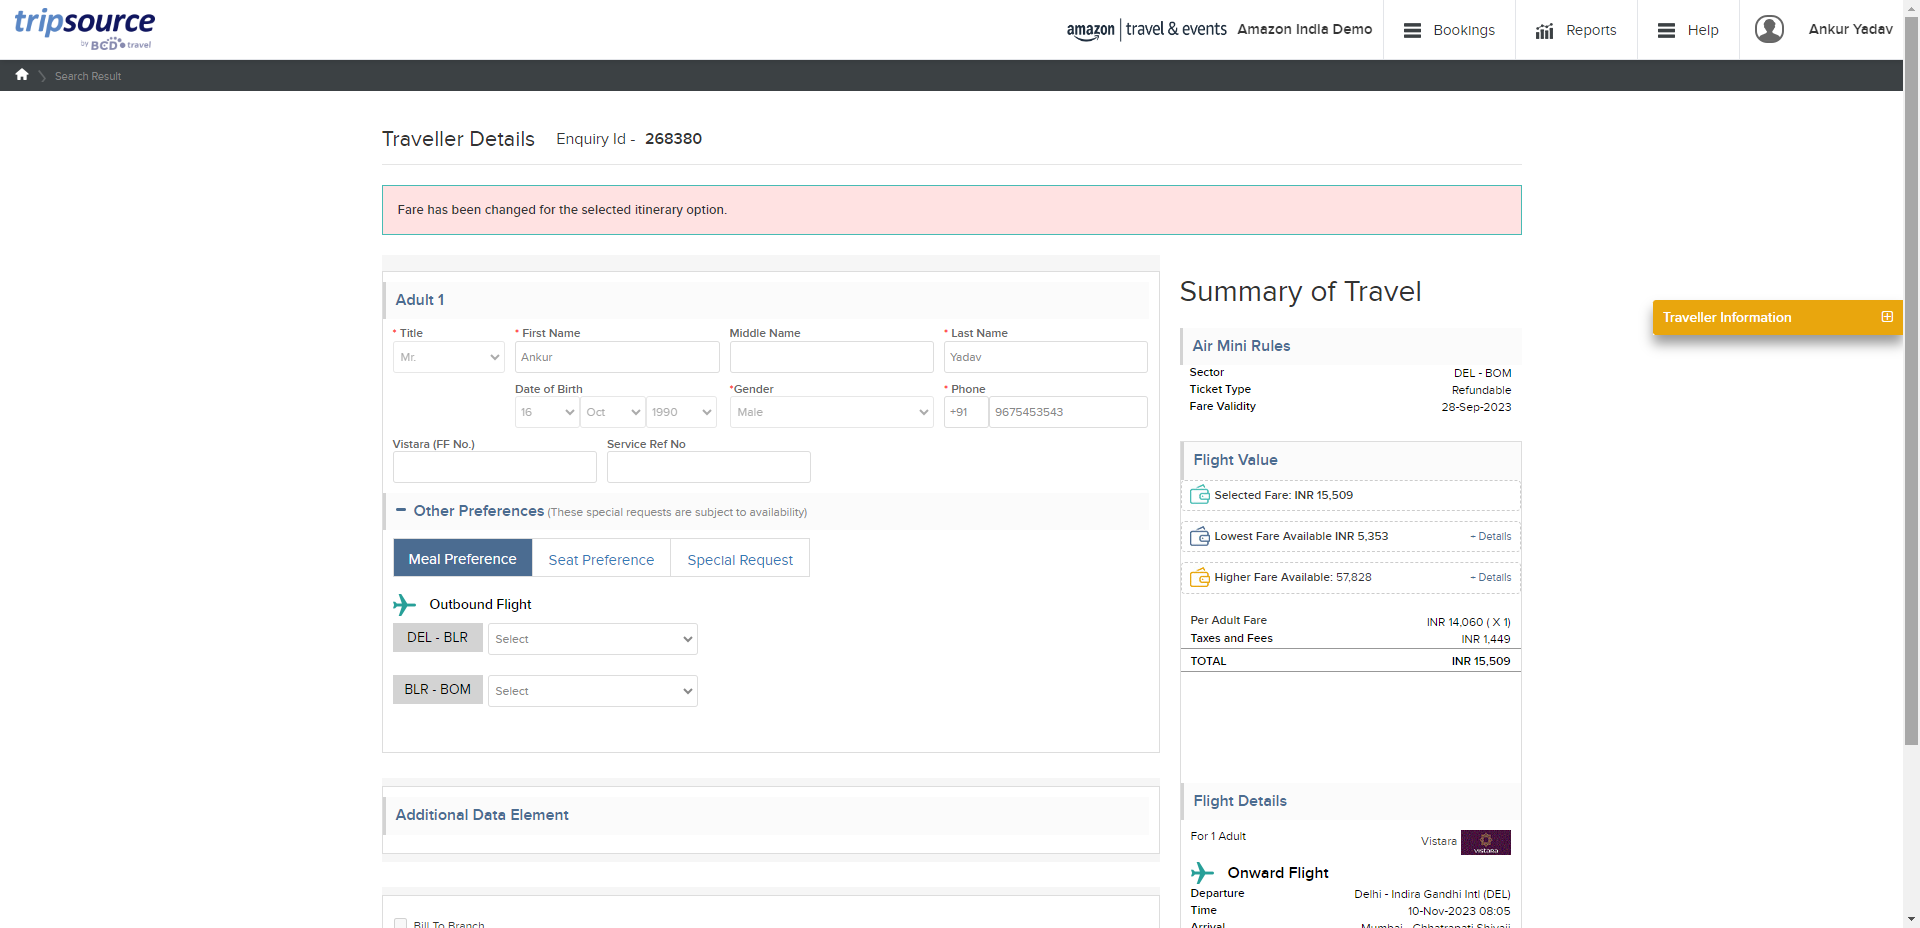 tripsource
by BCD travel
amazon | travel & events
Amazon India Demo
Bookings
Reports
Help
Ankur Yadav
Search Result
Traveller Details
Enquiry Id - 268380
Fare has been changed for the selected itinerary option.
Adult 1
* Title
* First Name
Middle Name
* Last Name
Mr.
Ankur
Yadav
Date of Birth
*Gender
* Phone
16
Oct
1990
Male
+91
9675453543
Vistara (FF No.)
Service Ref No
Other Preferences (These special requests are subject to availability)
Meal Preference
Seat Preference
Special Request
Outbound Flight
DEL - BLR
Select
BLR - BOM
Select
Additional Data Element
Bill To Branch
Summary of Travel
Air Mini Rules
Sector DEL - BOM
Ticket Type Refundable
Fare Validity 28-Sep-2023
Flight Value
Selected Fare: INR 15,509
Lowest Fare Available INR 5,353 + Details
Higher Fare Available: 57,828 + Details
Per Adult Fare INR 14,060 ( X 1)
Taxes and Fees INR 1,449
TOTAL INR 15,509
Flight Details
For 1 Adult Vistara
VISTARA
Onward Flight
Departure Delhi - Indira Gandhi Intl (DEL)
Time 10-Nov-2023 08:05
Arrival Mumbai - Chhatrapati Shivaji
Traveller Information